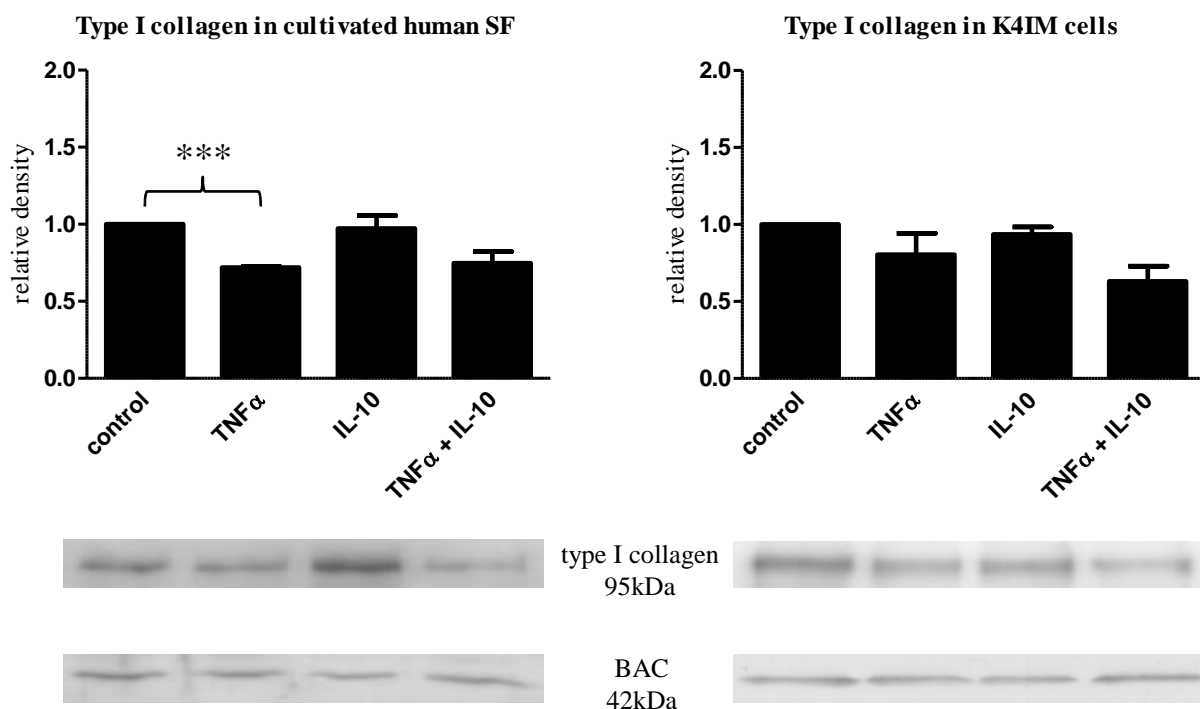 Type I collagen in cultivated human SF
2.0
1.5
1.0
0.5
0.0
relative density
***
control
TNFα
IL-10
TNFα + IL-10
Type I collagen in K4IM cells
2.0
1.5
1.0
0.5
0.0
relative density
control
TNFα
IL-10
TNFα + IL-10
type I collagen
95kDa
BAC
42kDa